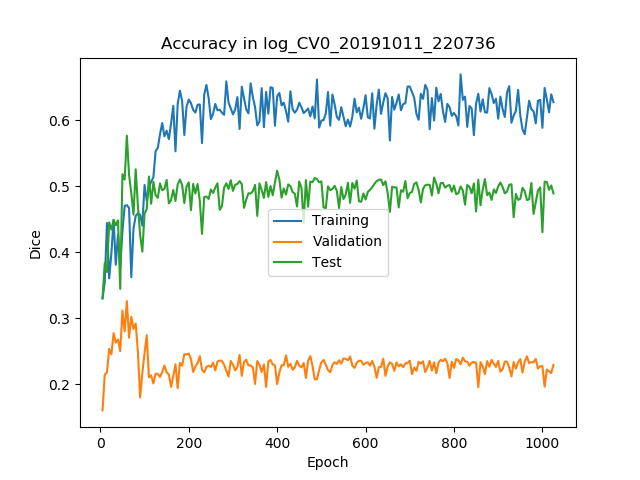 Accuracy in log_CV0_20191011_220736
Dice
0.6
0.5
0.4
0.3
0.2
Training
Validation
Test
0 200 400 600 800 1000
Epoch